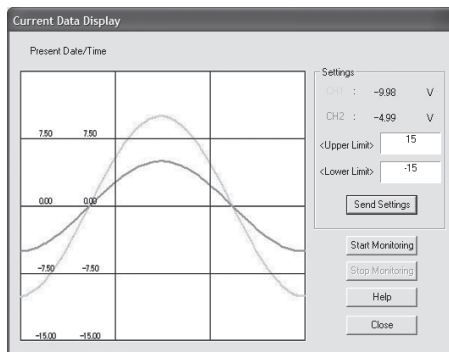 Current Data Display
Present Date/Time
7.50 7.50
0.00 0.00
-7.50 -7.50
-15.00 -15.00
Settings
CH1 : -9.98 V
CH2 : -4.99 V
<Upper Limit> 15
<Lower Limit> -15
Send Settings
Start Monitoring
Stop Monitoring
Help
Close